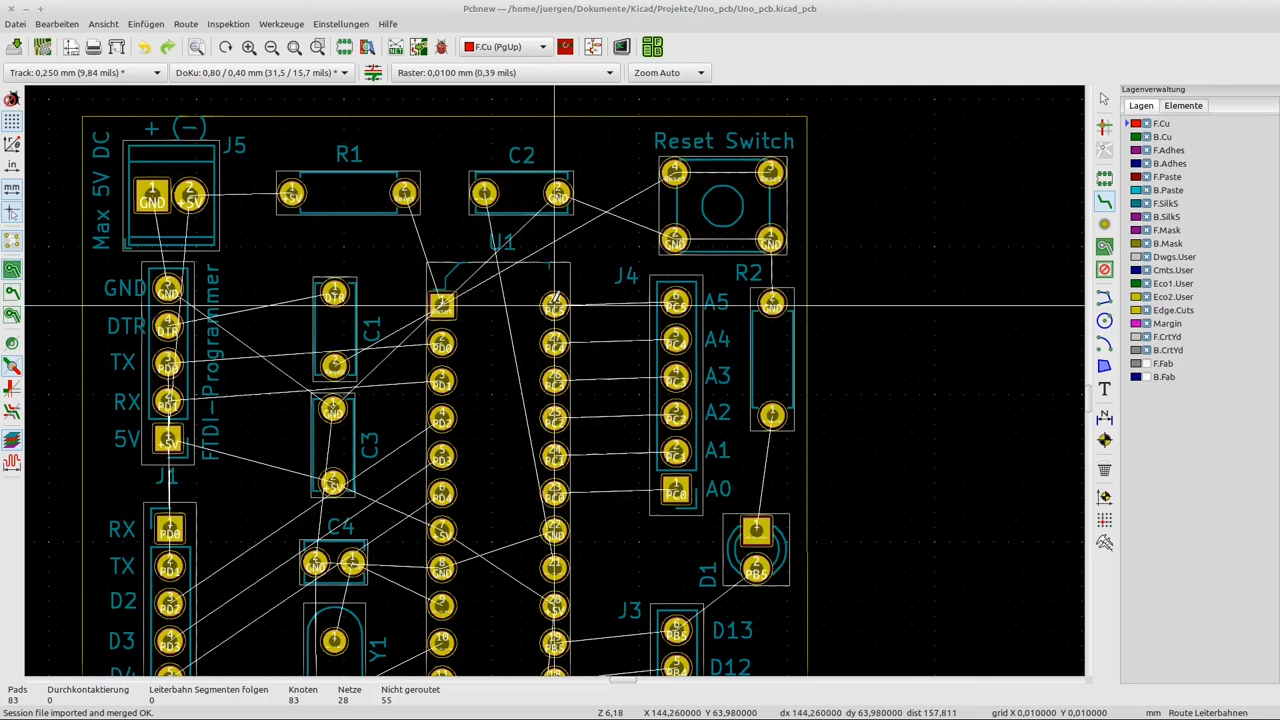 Pcbnew — /home/juergen/Dokumente/Kicad/Projekte/Uno_pcb/Uno_pcb.kicad_pcb
Datei Bearbeiten Ansicht Einfügen Route Inspektion Werkzeuge Einstellungen Hilfe
F.Cu (PgUp)
Track: 0,250 mm (9,84 mils) * DoKu: 0,80 / 0,40 mm (31,5 / 15,7 mils) * Raster: 0,0100 mm (0,39 mils) Zoom Auto
Lagenverwaltung
Lagen Elemente
F.Cu
B.Cu
F.Adhes
B.Adhes
F.Paste
B.Paste
F.SilkS
B.SilkS
F.Mask
B.Mask
Dwgs.User
Cmts.User
Eco1.User
Eco2.User
Edge.Cuts
Margin
F.CrtYd
B.CrtYd
F.Fab
B.Fab
in
mm
+ (-)
Max 5V DC
J5
1 GND
2 +5V
R1
C2
Reset Switch
GND
DTR
TX
RX
5V
FTDI-Programmer
J1
C1
C3
C4
Y1
U1
J4
A5
A4
A3
A2
A1
A0
R2
D1
J3
D13
D12
RX
TX
D2
D3
D4
Pads Durchkontaktierung Leiterbahn Segmenten folgen Knoten Netze Nicht geroutet
83 0 0 83 28 55
Session file imported and merged OK. Z 6,18 X 144,260000 Y 63,980000 dx 144,260000 dy 63,980000 dist 157,811 grid X 0,010000 Y 0,010000 mm Route Leiterbahnen